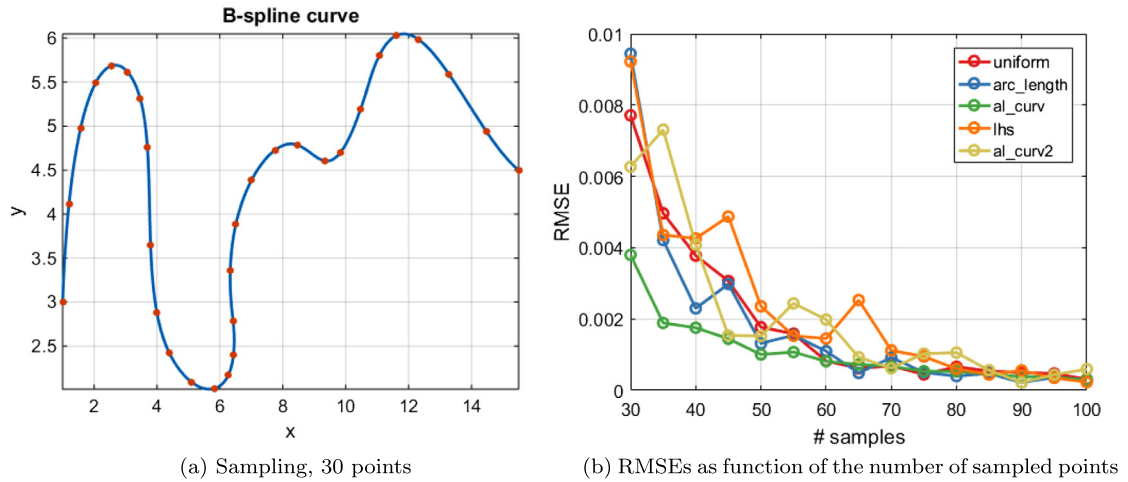 B-spline curve
6
5.5
5
4.5
4
3.5
3
2.5
y
2
4
6
8
10
12
14
x
(a) Sampling, 30 points
0.01
0.008
0.006
0.004
0.002
0
RMSE
uniform
arc_length
al_curv
lhs
al_curv2
30
40
50
60
70
80
90
100
# samples
(b) RMSEs as function of the number of sampled points